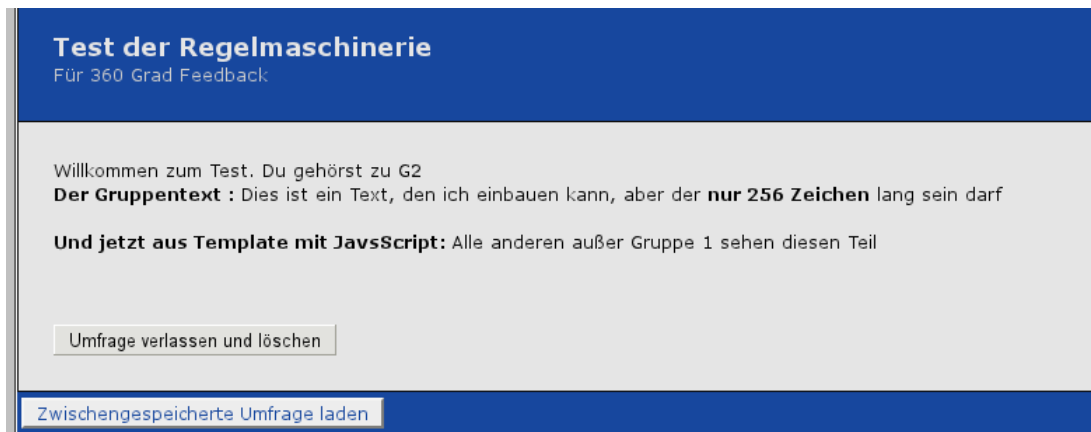 Test der Regelmaschinerie
Für 360 Grad Feedback
Willkommen zum Test. Du gehörst zu G2
Der Gruppentext : Dies ist ein Text, den ich einbauen kann, aber der nur 256 Zeichen lang sein darf
Und jetzt aus Template mit JavsScript: Alle anderen außer Gruppe 1 sehen diesen Teil
Umfrage verlassen und löschen
Zwischengespeicherte Umfrage laden